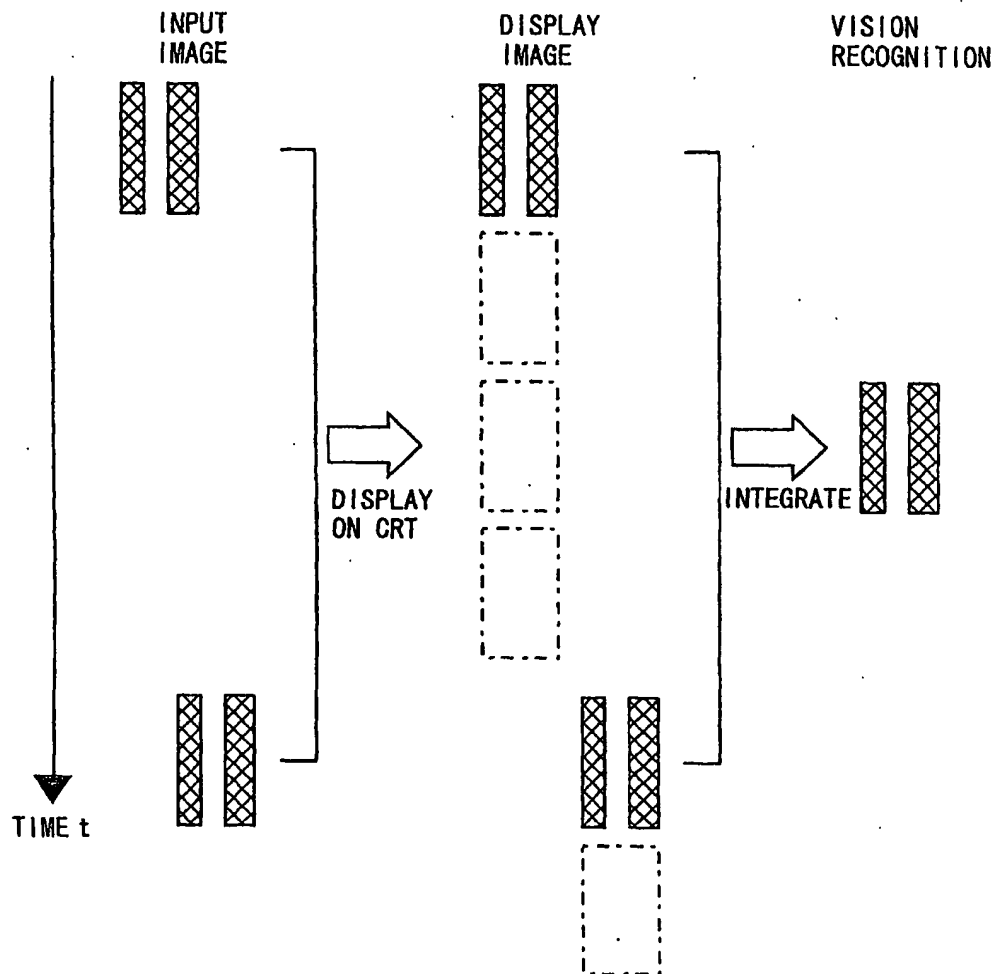 INPUT
IMAGE
DISPLAY
IMAGE
VISION
RECOGNITION
DISPLAY
ON CRT
INTEGRATE
TIME t